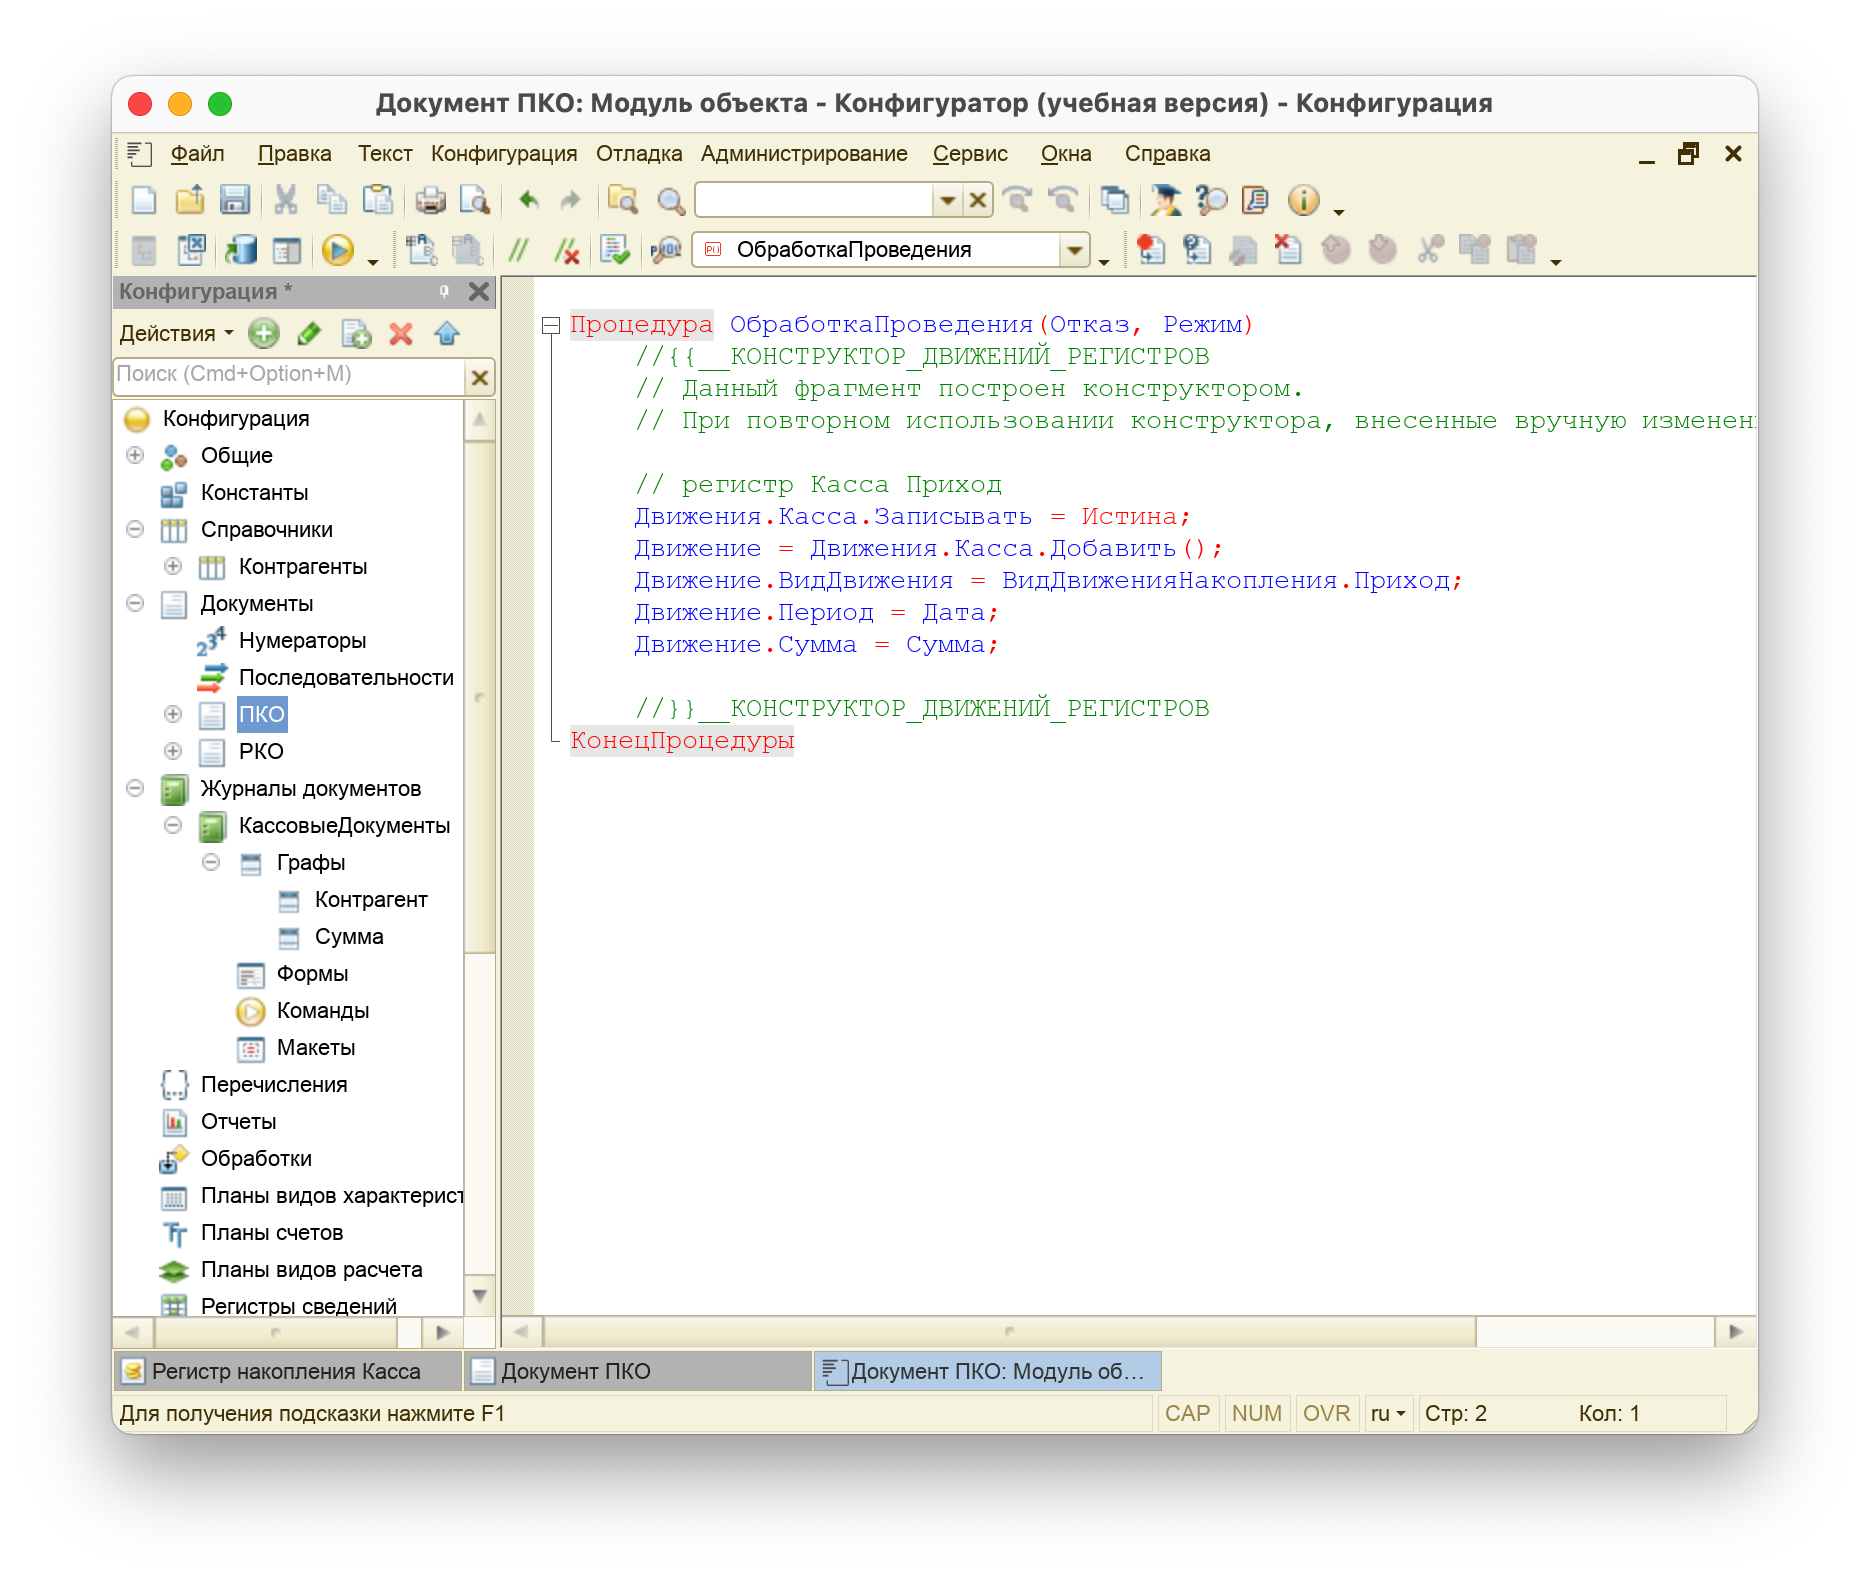 Документ ПКО: Модуль объекта - Конфигуратор (учебная версия) - Конфигурация
Файл Правка Текст Конфигурация Отладка Администрирование Сервис Окна Справка
ОбработкаПроведения
Конфигурация *
Действия
Поиск (Cmd+Option+M)
Конфигурация
Общие
Константы
Справочники
Контрагенты
Документы
Нумераторы
Последовательности
ПКО
РКО
Журналы документов
КассовыеДокументы
Графы
Контрагент
Сумма
Формы
Команды
Макеты
Перечисления
Отчеты
Обработки
Планы видов характерист
Планы счетов
Планы видов расчета
Регистры сведений
Процедура ОбработкаПроведения(Отказ, Режим)
//{{__КОНСТРУКТОР_ДВИЖЕНИЙ_РЕГИСТРОВ
// Данный фрагмент построен конструктором.
// При повторном использовании конструктора, внесенные вручную изменен
// регистр Касса Приход
Движения.Касса.Записывать = Истина;
Движение = Движения.Касса.Добавить();
Движение.ВидДвижения = ВидДвиженияНакопления.Приход;
Движение.Период = Дата;
Движение.Сумма = Сумма;
//}}__КОНСТРУКТОР_ДВИЖЕНИЙ_РЕГИСТРОВ
КонецПроцедуры
Регистр накопления Касса Документ ПКО Документ ПКО: Модуль об...
Для получения подсказки нажмите F1 CAP NUM OVR ru Стр: 2 Кол: 1